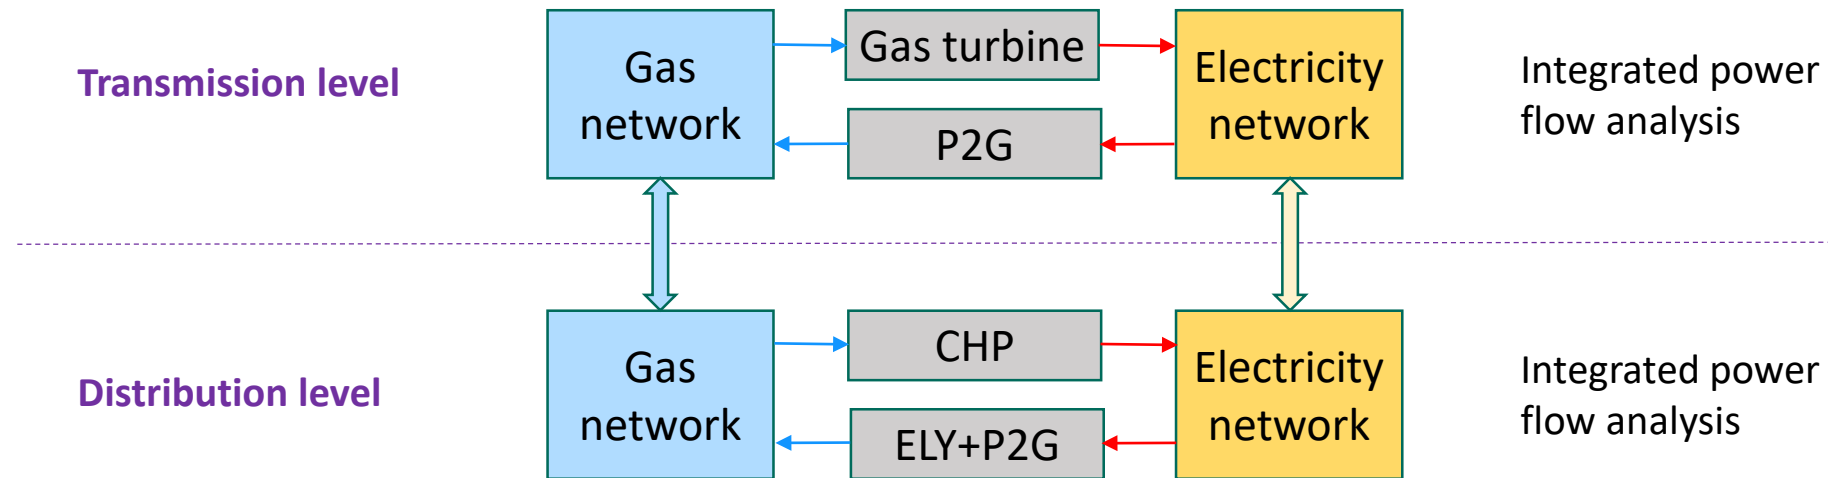 Transmission level
Gas
network
Gas turbine
P2G
Electricity
network
Integrated power
flow analysis
Distribution level
Gas
network
CHP
ELY+P2G
Electricity
network
Integrated power
flow analysis